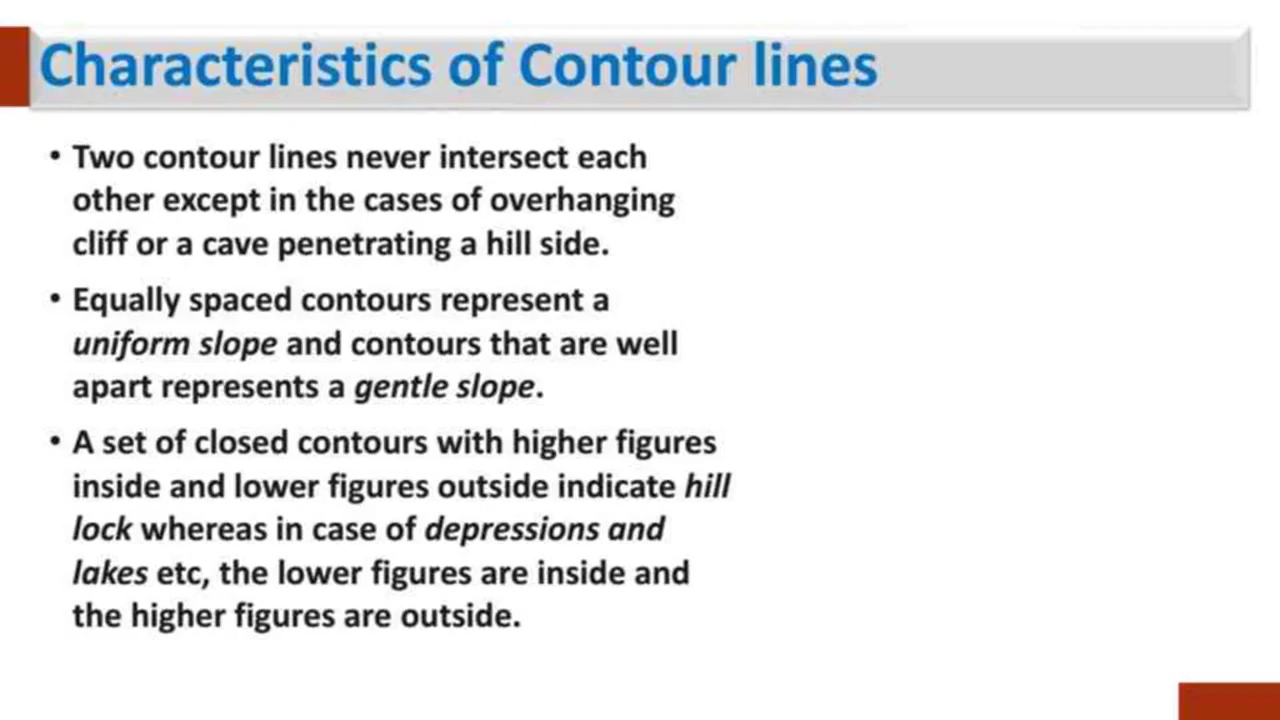 Characteristics of Contour lines
• Two contour lines never intersect each
other except in the cases of overhanging
cliff or a cave penetrating a hill side.
• Equally spaced contours represent a
uniform slope and contours that are well
apart represents a gentle slope.
• A set of closed contours with higher figures
inside and lower figures outside indicate hill
lock whereas in case of depressions and
lakes etc, the lower figures are inside and
the higher figures are outside.